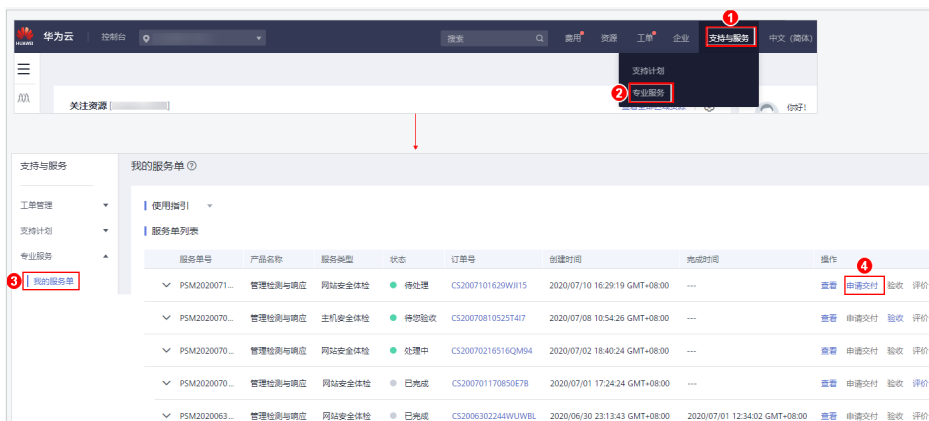 1
HUAWEI 华为云 控制台 搜索 费用 资源 工单 企业 支持与服务 中文 (简体)
支持计划
2 专业服务
关注资源 [ ] 你好!
支持与服务 我的服务单
工单管理 使用指引
支持计划 服务单列表
专业服务 服务单号 产品名称 服务类型 状态 订单号 创建时间 完成时间 操作
4
3 我的服务单 PSM2020071... 管理检测与响应 网站安全体检 待处理 CS2007101629WJI15 2020/07/10 16:29:19 GMT+08:00 --- 查看 申请交付 验收 评价
PSM2020070... 管理检测与响应 主机安全体检 待您验收 CS20070810525T4I7 2020/07/08 10:54:26 GMT+08:00 --- 查看 申请交付 验收 评价
PSM2020070... 管理检测与响应 网站安全体检 处理中 CS20070216516QM94 2020/07/02 18:40:24 GMT+08:00 --- 查看 申请交付 验收 评价
PSM2020070... 管理检测与响应 网站安全体检 已完成 CS200701170850E7B 2020/07/01 17:24:24 GMT+08:00 --- 查看 申请交付 验收 评价
PSM2020063... 管理检测与响应 网站安全体检 已完成 CS2006302244WUWBL 2020/06/30 23:13:43 GMT+08:00 2020/07/01 12:34:02 GMT+08:00 查看 申请交付 验收 评价